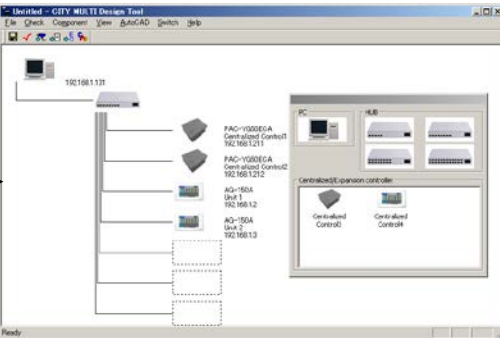 Untitled - CITY MULTI Design Tool
File Check Component View AutoCAD Switch Help
192.168.1.131
PAC-YG50ECA
Centralized Control1
192.168.1.211
PAC-YG50ECA
Centralized Control2
192.168.1.212
AG-150A
Unit 1
192.168.1.2
AG-150A
Unit 2
192.168.1.3
PC
HUB
Centralized/Expansion controller
Centralized
Control3
Centralized
Control4
Ready